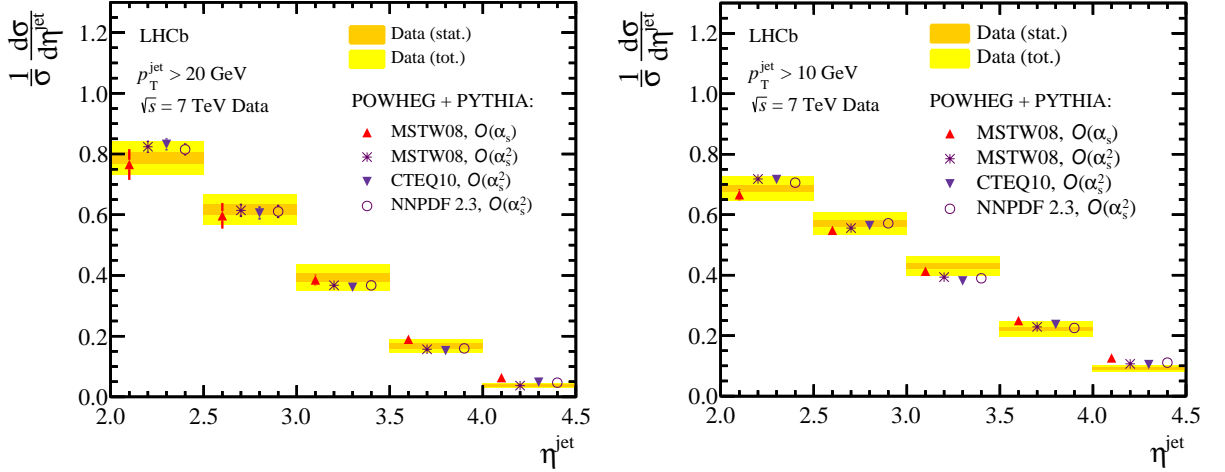 1/σ dσ/dη^jet
LHCb
p_T^jet > 20 GeV
√s = 7 TeV Data
Data (stat.)
Data (tot.)
POWHEG + PYTHIA:
MSTW08, O(α_s)
MSTW08, O(α_s^2)
CTEQ10, O(α_s^2)
NNPDF 2.3, O(α_s^2)
1.2
1.0
0.8
0.6
0.4
0.2
0.0
2.0 2.5 3.0 3.5 4.0 4.5
η^jet
1/σ dσ/dη^jet
LHCb
p_T^jet > 10 GeV
√s = 7 TeV Data
Data (stat.)
Data (tot.)
POWHEG + PYTHIA:
MSTW08, O(α_s)
MSTW08, O(α_s^2)
CTEQ10, O(α_s^2)
NNPDF 2.3, O(α_s^2)
1.2
1.0
0.8
0.6
0.4
0.2
0.0
2.0 2.5 3.0 3.5 4.0 4.5
η^jet